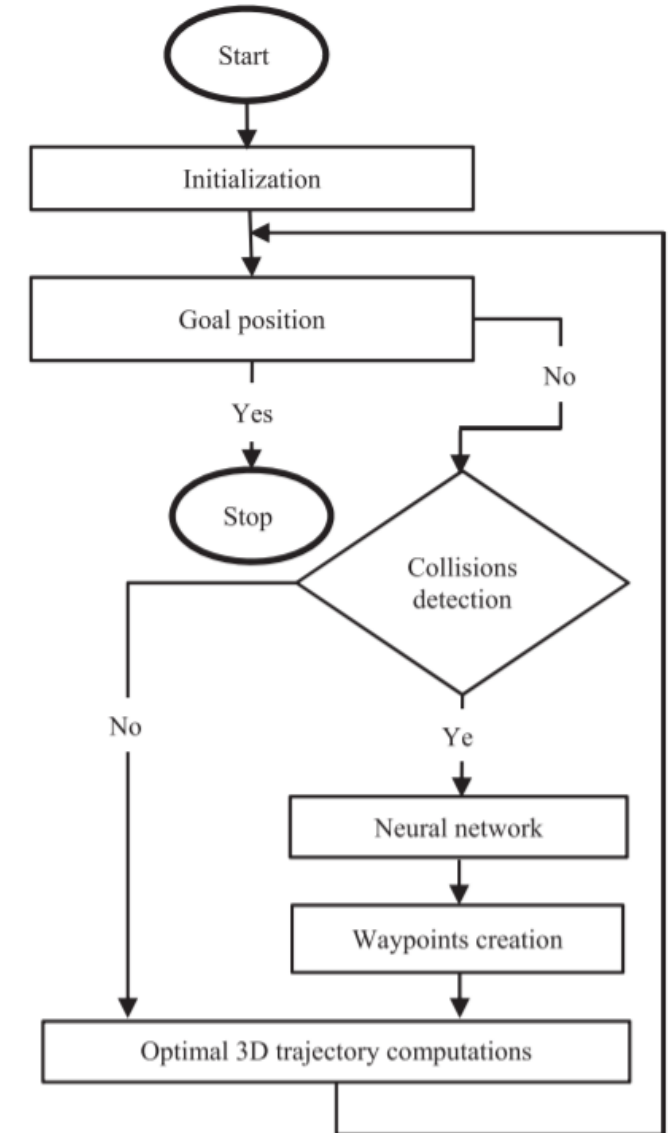 Start
Initialization
Goal position
No
Yes
Stop
Collisions
detection
No
Ye
Neural network
Waypoints creation
Optimal 3D trajectory computations